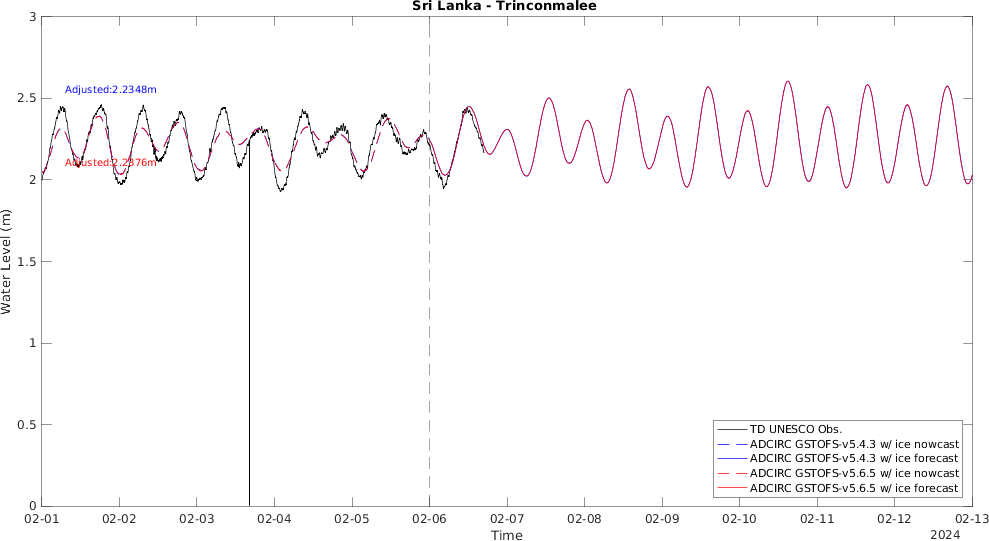 Sri Lanka - Trinconmalee
3
2.5
2
1.5
1
0.5
0
Water Level (m)
Adjusted:2.2348m
Adjusted:2.2376m
TD UNESCO Obs.
ADCIRC GSTOFS-v5.4.3 w/ ice nowcast
ADCIRC GSTOFS-v5.4.3 w/ ice forecast
ADCIRC GSTOFS-v5.6.5 w/ ice nowcast
ADCIRC GSTOFS-v5.6.5 w/ ice forecast
02-01 02-02 02-03 02-04 02-05 02-06 02-07 02-08 02-09 02-10 02-11 02-12 02-13
Time
2024